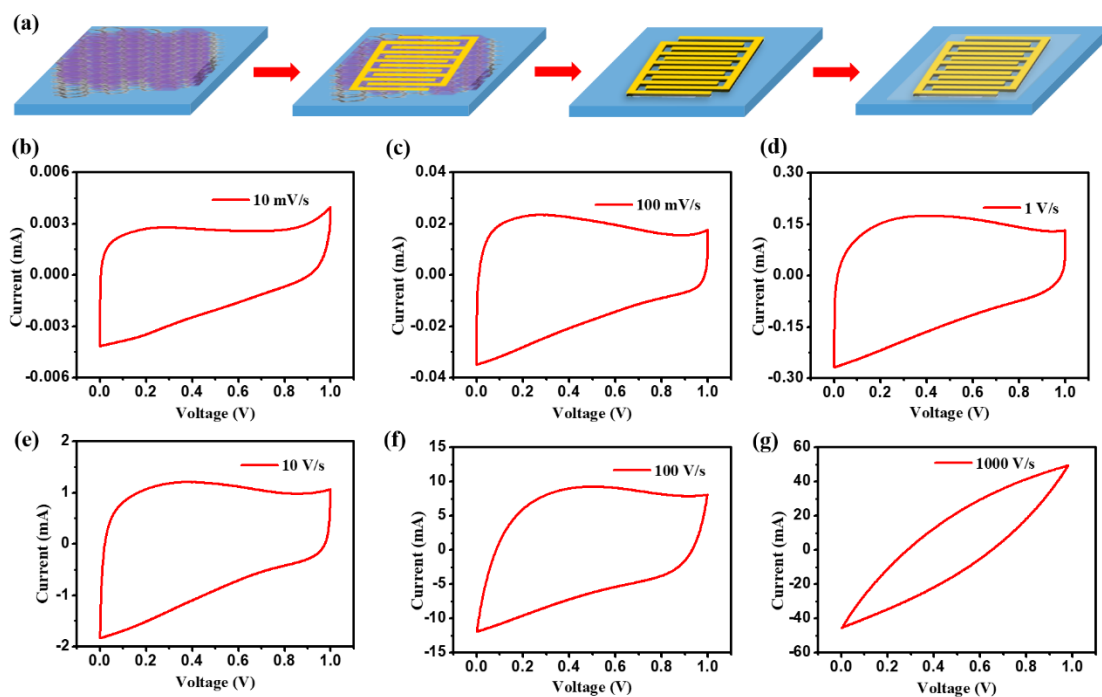 (a)
(b)
0.006
0.003
0.000
-0.003
-0.006
0.0 0.2 0.4 0.6 0.8 1.0
Current (mA)
Voltage (V)
10 mV/s
(c)
0.04
0.02
0.00
-0.02
-0.04
0.0 0.2 0.4 0.6 0.8 1.0
Current (mA)
Voltage (V)
100 mV/s
(d)
0.30
0.15
0.00
-0.15
-0.30
0.0 0.2 0.4 0.6 0.8 1.0
Current (mA)
Voltage (V)
1 V/s
(e)
2
1
0
-1
-2
0.0 0.2 0.4 0.6 0.8 1.0
Current (mA)
Voltage (V)
10 V/s
(f)
15
10
5
0
-5
-10
-15
0.0 0.2 0.4 0.6 0.8 1.0
Current (mA)
Voltage (V)
100 V/s
(g)
60
40
20
0
-20
-40
-60
0.0 0.2 0.4 0.6 0.8 1.0
Current (mA)
Voltage (V)
1000 V/s